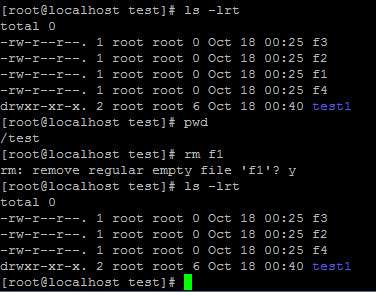 [root@localhost test]# ls -lrt
total 0
-rw-r--r--. 1 root root 0 Oct 18 00:25 f3
-rw-r--r--. 1 root root 0 Oct 18 00:25 f2
-rw-r--r--. 1 root root 0 Oct 18 00:25 f1
-rw-r--r--. 1 root root 0 Oct 18 00:25 f4
drwxr-xr-x. 2 root root 6 Oct 18 00:40 test1
[root@localhost test]# pwd
/test
[root@localhost test]# rm f1
rm: remove regular empty file 'f1'? y
[root@localhost test]# ls -lrt
total 0
-rw-r--r--. 1 root root 0 Oct 18 00:25 f3
-rw-r--r--. 1 root root 0 Oct 18 00:25 f2
-rw-r--r--. 1 root root 0 Oct 18 00:25 f4
drwxr-xr-x. 2 root root 6 Oct 18 00:40 test1
[root@localhost test]#